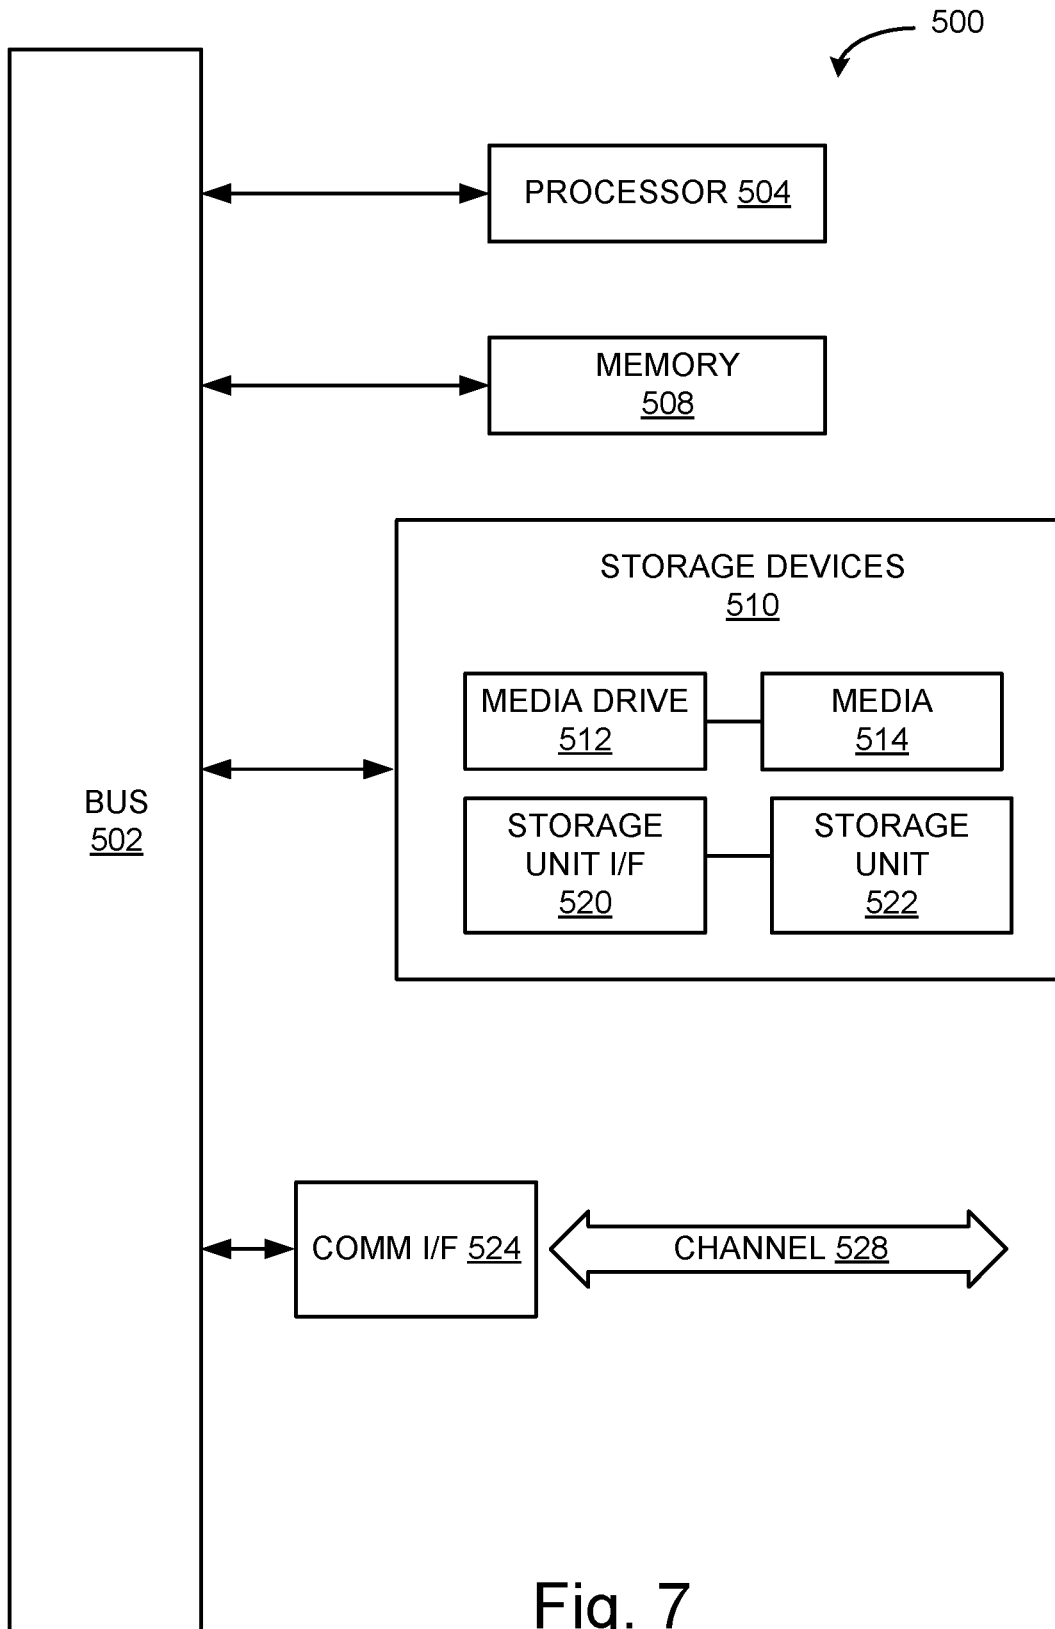 500
PROCESSOR 504
MEMORY
508
STORAGE DEVICES
510
MEDIA DRIVE
512
MEDIA
514
BUS
502
STORAGE
UNIT I/F
520
STORAGE
UNIT
522
COMM I/F 524
CHANNEL 528
Fig. 7